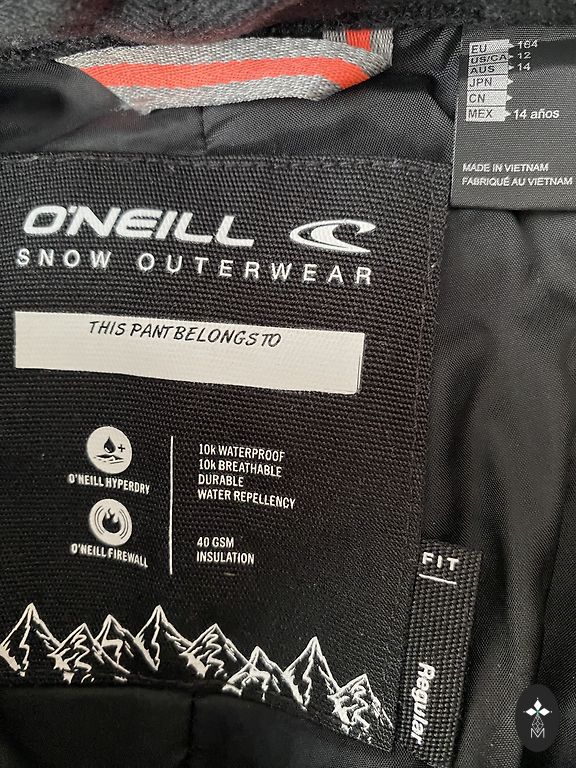 EU 164
US/CA 12
AUS 14
JPN
CN
MEX 14 años
MADE IN VIETNAM
FABRIQUÉ AU VIETNAM
O'NEILL
SNOW OUTERWEAR
THIS PANT BELONGS TO
O'NEILL HYPERDRY
10k WATERPROOF
10k BREATHABLE
DURABLE
WATER REPELLENCY
O'NEILL FIREWALL
40 GSM
INSULATION
FIT
Regular
M